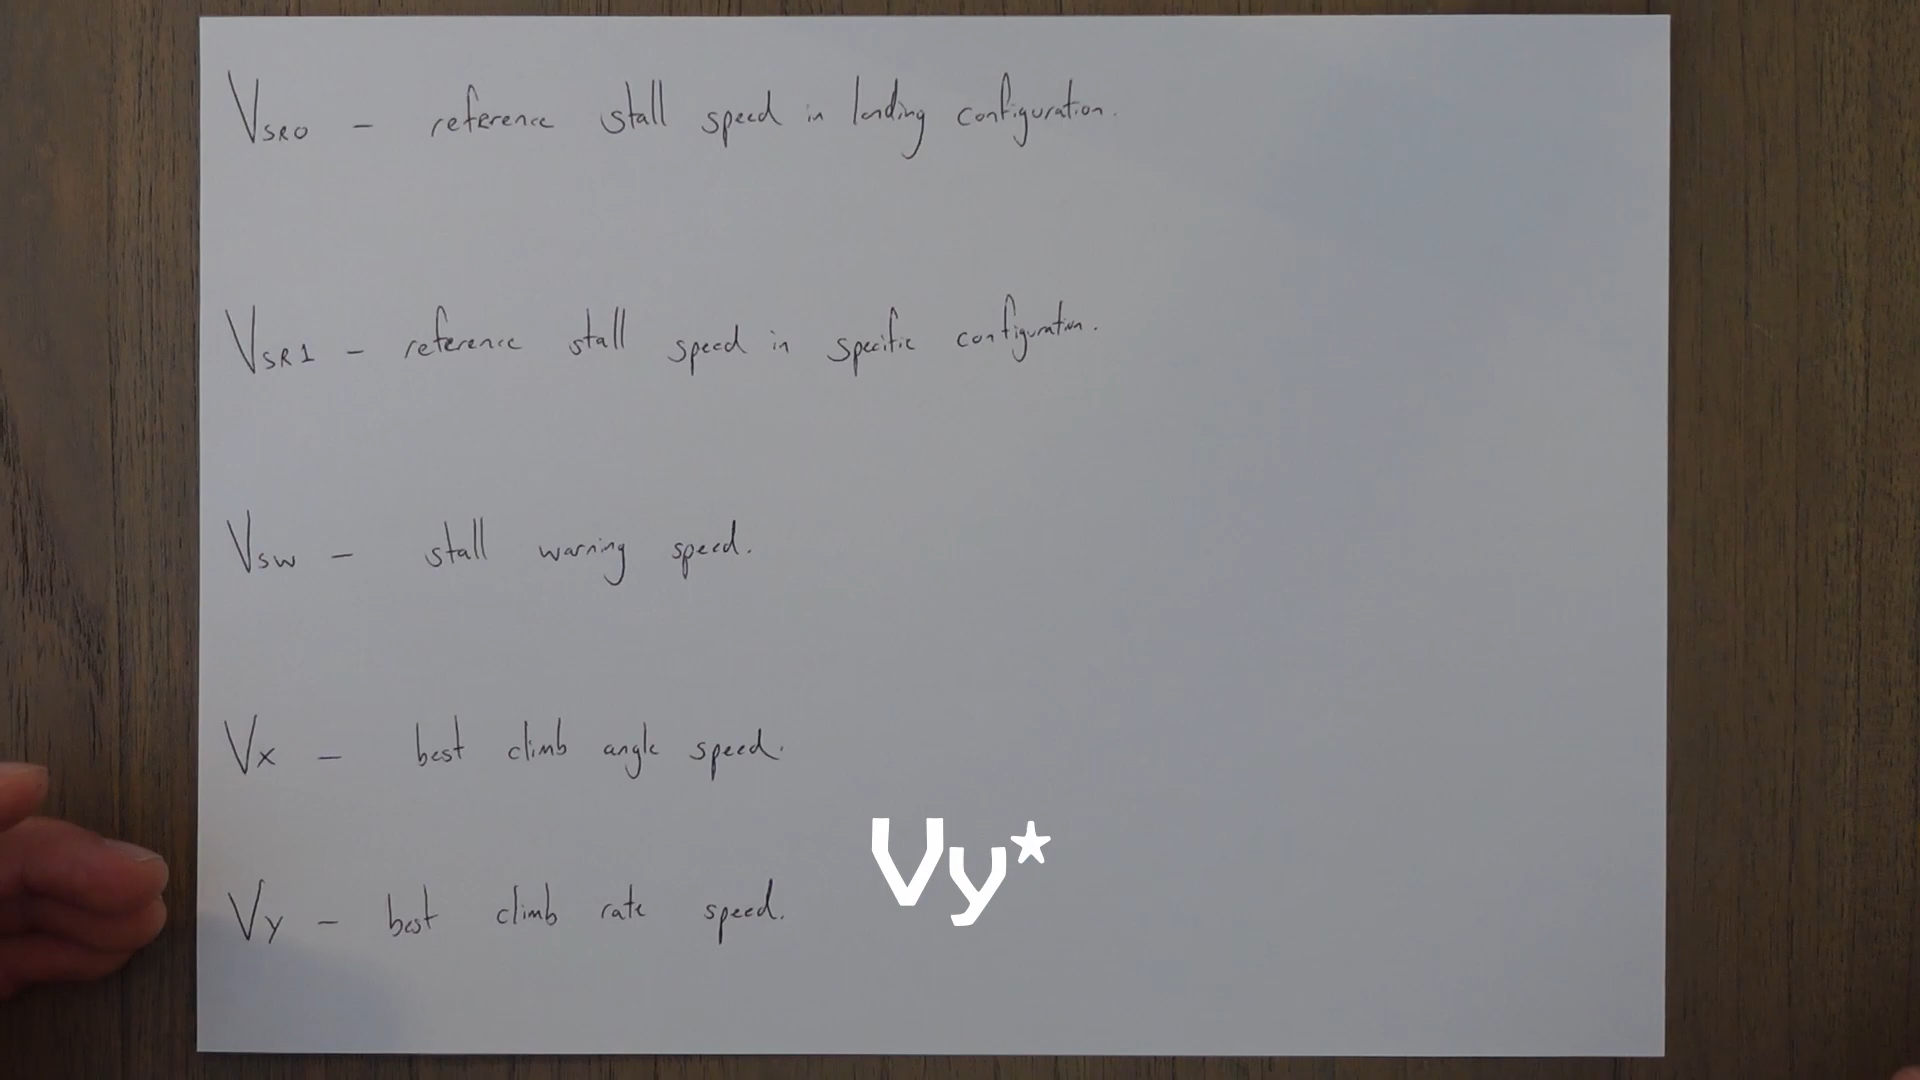 VSR0 - reference stall speed in landing configuration.
VSR1 - reference stall speed in specific configuration.
VSW - stall warning speed.
Vx - best climb angle speed.
Vy*
Vy - best climb rate speed.